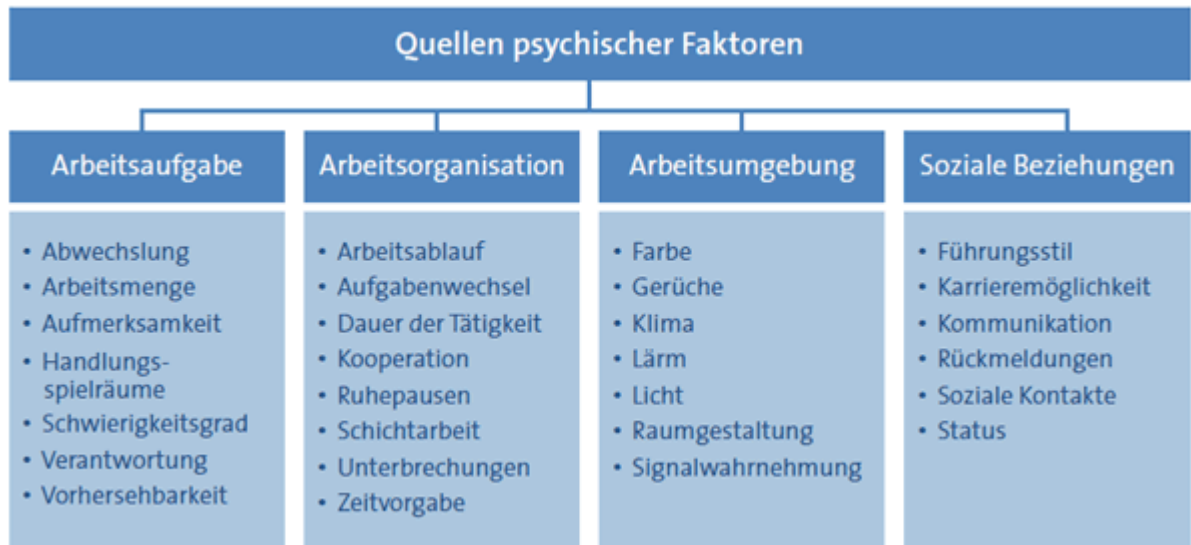 Quellen psychischer Faktoren
Arbeitsaufgabe
• Abwechslung
• Arbeitsmenge
• Aufmerksamkeit
• Handlungs-
spielräume
• Schwierigkeitsgrad
• Verantwortung
• Vorhersehbarkeit
Arbeitsorganisation
• Arbeitsablauf
• Aufgabenwechsel
• Dauer der Tätigkeit
• Kooperation
• Ruhepausen
• Schichtarbeit
• Unterbrechungen
• Zeitvorgabe
Arbeitsumgebung
• Farbe
• Gerüche
• Klima
• Lärm
• Licht
• Raumgestaltung
• Signalwahrnehmung
Soziale Beziehungen
• Führungsstil
• Karrieremöglichkeit
• Kommunikation
• Rückmeldungen
• Soziale Kontakte
• Status